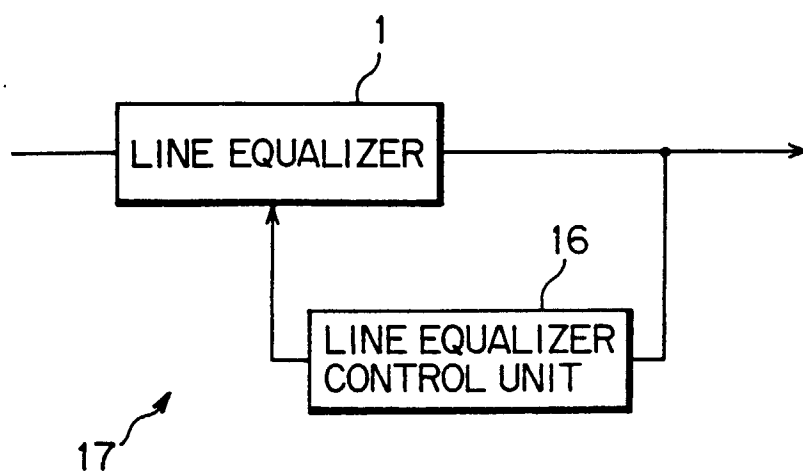 1
LINE EQUALIZER
16
LINE EQUALIZER
CONTROL UNIT
17